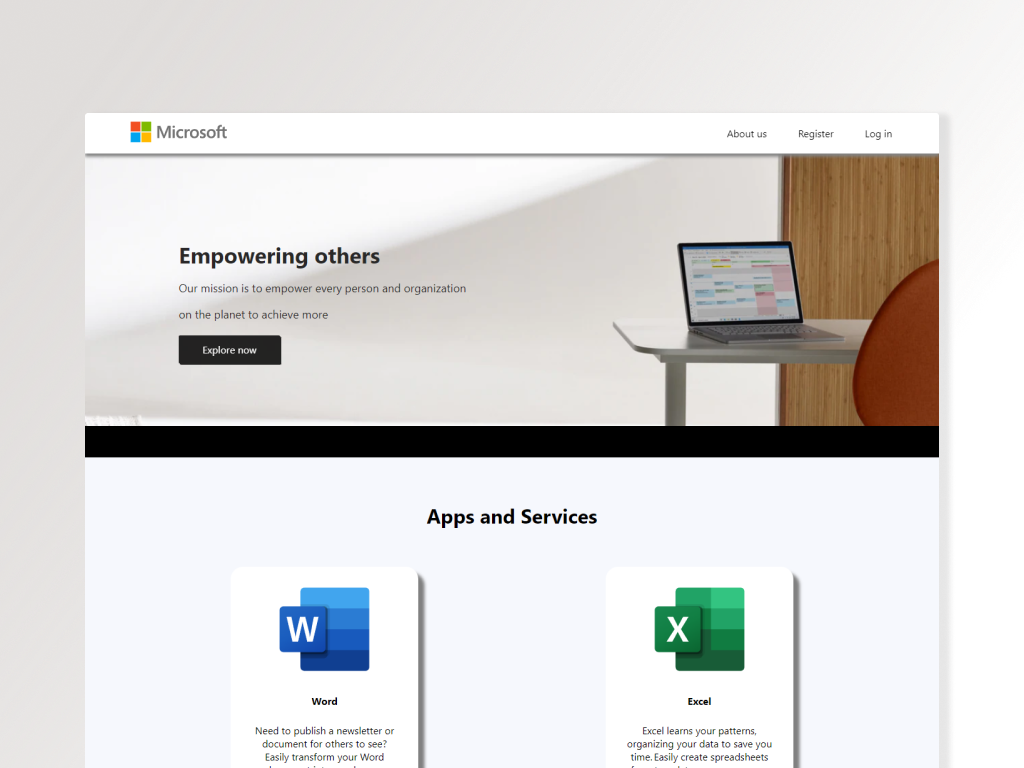 Microsoft
About us
Register
Log in
Empowering others
Our mission is to empower every person and organization
on the planet to achieve more
Explore now
Apps and Services
W
X
Word
Excel
Need to publish a newsletter or
document for others to see?
Easily transform your Word
Excel learns your patterns,
organizing your data to save you
time. Easily create spreadsheets